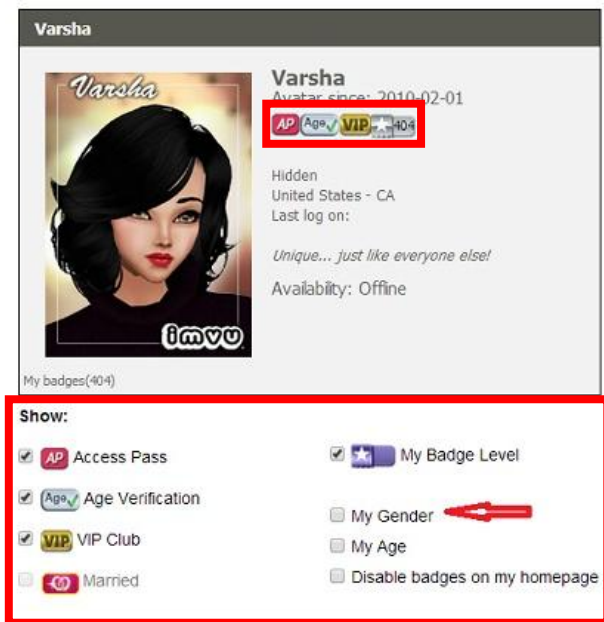 Varsha
Varsha
Varsha
Avatar since: 2010-02-01
AP Age VIP 404
Hidden
United States - CA
Last log on:
Unique... just like everyone else!
Availability: Offline
imvu
My badges(404)
Show:
AP Access Pass
Age Age Verification
VIP VIP Club
Married
My Badge Level
My Gender
My Age
Disable badges on my homepage